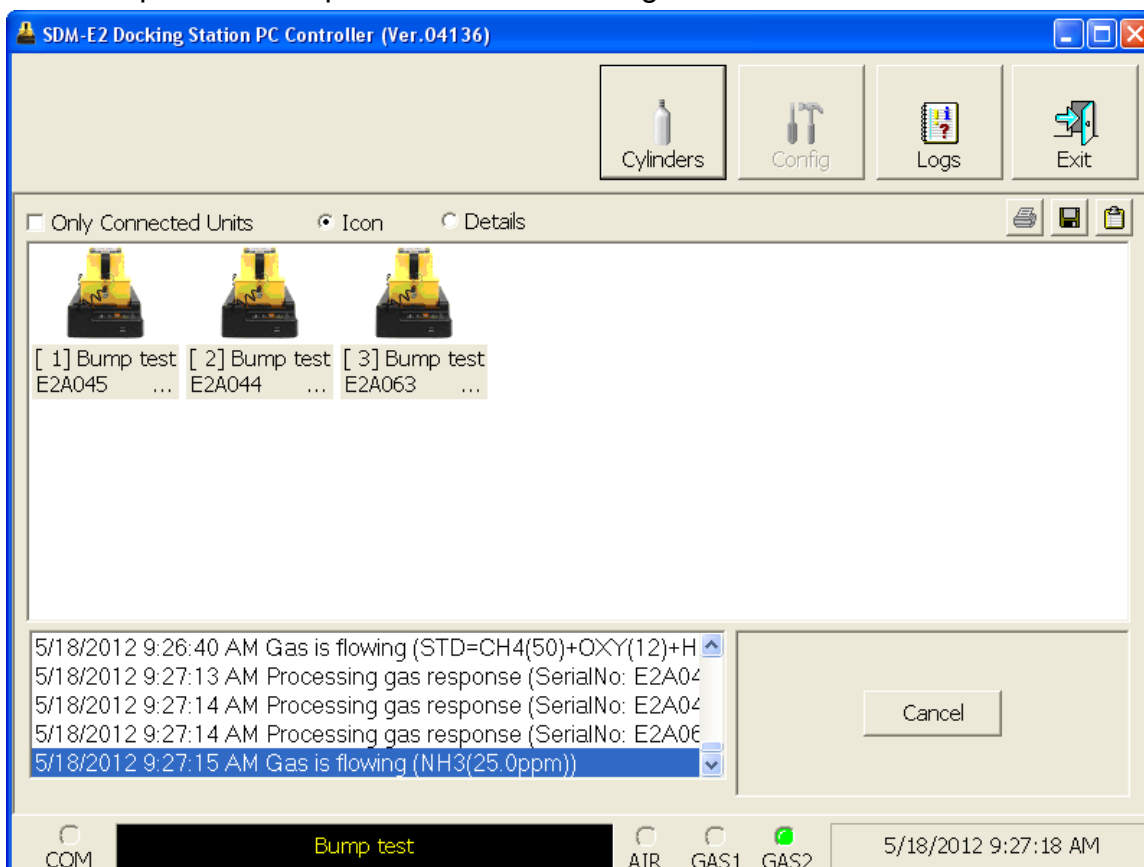 SDM-E2 Docking Station PC Controller (Ver.04136)
Cylinders
Config
Logs
Exit
Only Connected Units
Icon
Details
[ 1] Bump test
E2A045 ...
[ 2] Bump test
E2A044 ...
[ 3] Bump test
E2A063 ...
5/18/2012 9:26:40 AM Gas is flowing (STD=CH4(50)+OXY(12)+H
5/18/2012 9:27:13 AM Processing gas response (SerialNo: E2A04
5/18/2012 9:27:14 AM Processing gas response (SerialNo: E2A04
5/18/2012 9:27:14 AM Processing gas response (SerialNo: E2A06
5/18/2012 9:27:15 AM Gas is flowing (NH3(25.0ppm))
Cancel
COM
Bump test
AIR
GAS1
GAS2
5/18/2012 9:27:18 AM